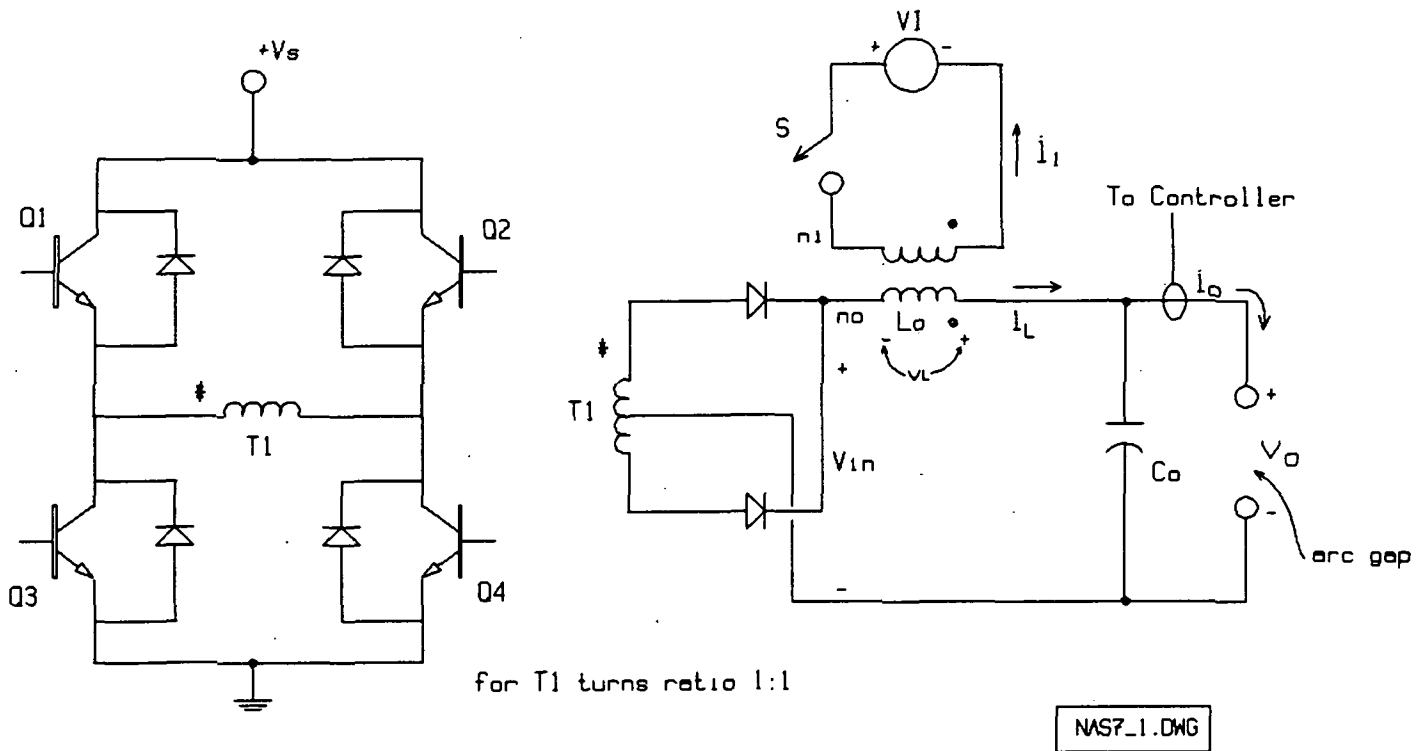 +Vs
VI
+ -
S
i1
To Controller
Q1
Q2
n1
io
no
Lo
iL
- +
vL
+
T1
T1
Vin
Co
+
Vo
-
arc gap
Q3
Q4
-
for T1 turns ratio 1:1
NAS7_1.DWG